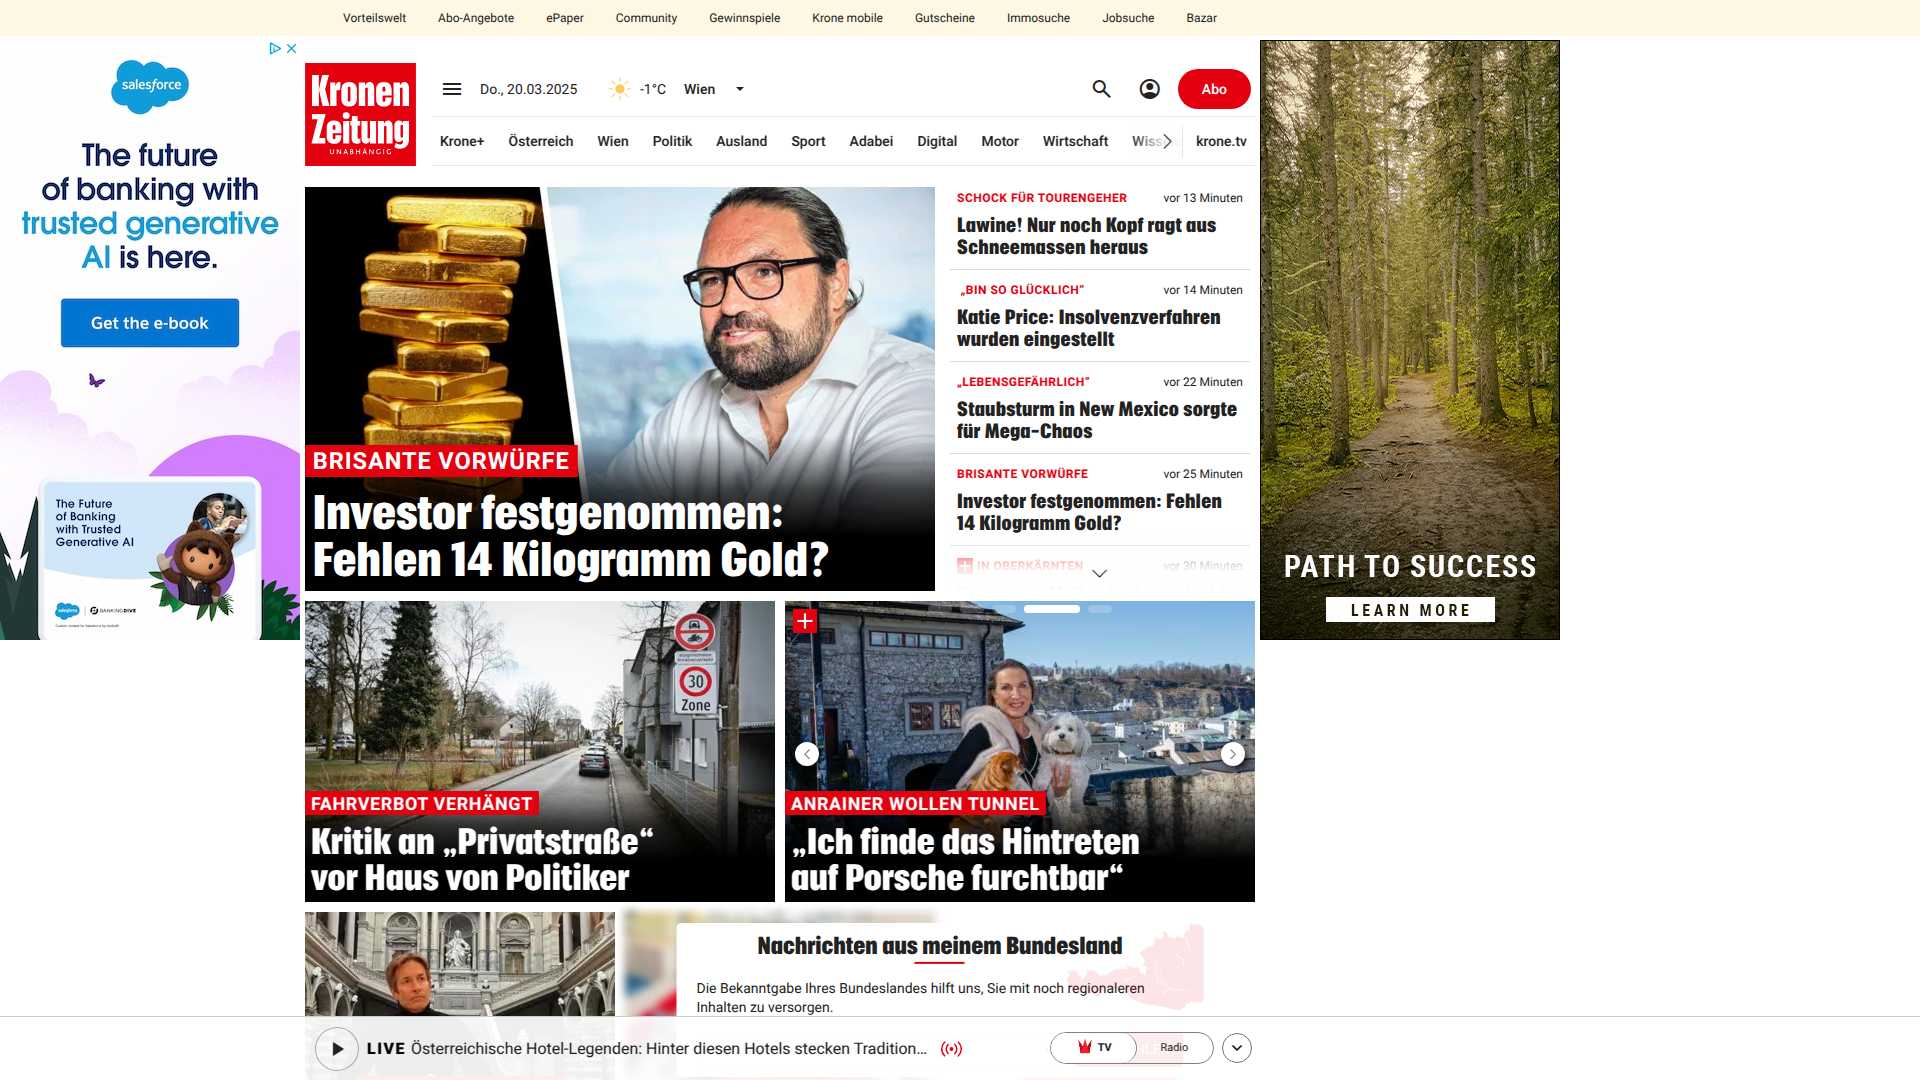 Vorteilswelt Abo-Angebote ePaper Community Gewinnspiele Krone mobile Gutscheine Immosuche Jobsuche Bazar
salesforce
The future
of banking with
trusted generative
AI is here.
Get the e-book
The Future
of Banking
with Trusted
Generative AI
salesforce
BANKINGDIVE
Kronen
Zeitung
UNABHÄNGIG
Do., 20.03.2025 -1°C Wien
Abo
Krone+ Österreich Wien Politik Ausland Sport Adabei Digital Motor Wirtschaft Wiss krone.tv
BRISANTE VORWÜRFE
Investor festgenommen:
Fehlen 14 Kilogramm Gold?
SCHOCK FÜR TOURENGEHER vor 13 Minuten
Lawine! Nur noch Kopf ragt aus
Schneemassen heraus
„BIN SO GLÜCKLICH“ vor 14 Minuten
Katie Price: Insolvenzverfahren
wurden eingestellt
„LEBENSGEFÄHRLICH“ vor 22 Minuten
Staubsturm in New Mexico sorgte
für Mega-Chaos
BRISANTE VORWÜRFE vor 25 Minuten
Investor festgenommen: Fehlen
14 Kilogramm Gold?
IN OBERKÄRNTEN vor 30 Minuten
PATH TO SUCCESS
LEARN MORE
30
Zone
FAHRVERBOT VERHÄNGT
Kritik an „Privatstraße“
vor Haus von Politiker
ANRAINER WOLLEN TUNNEL
„Ich finde das Hintreten
auf Porsche furchtbar“
Nachrichten aus meinem Bundesland
Die Bekanntgabe Ihres Bundeslandes hilft uns, Sie mit noch regionaleren
Inhalten zu versorgen.
LIVE Österreichische Hotel-Legenden: Hinter diesen Hotels stecken Tradition...
TV Radio